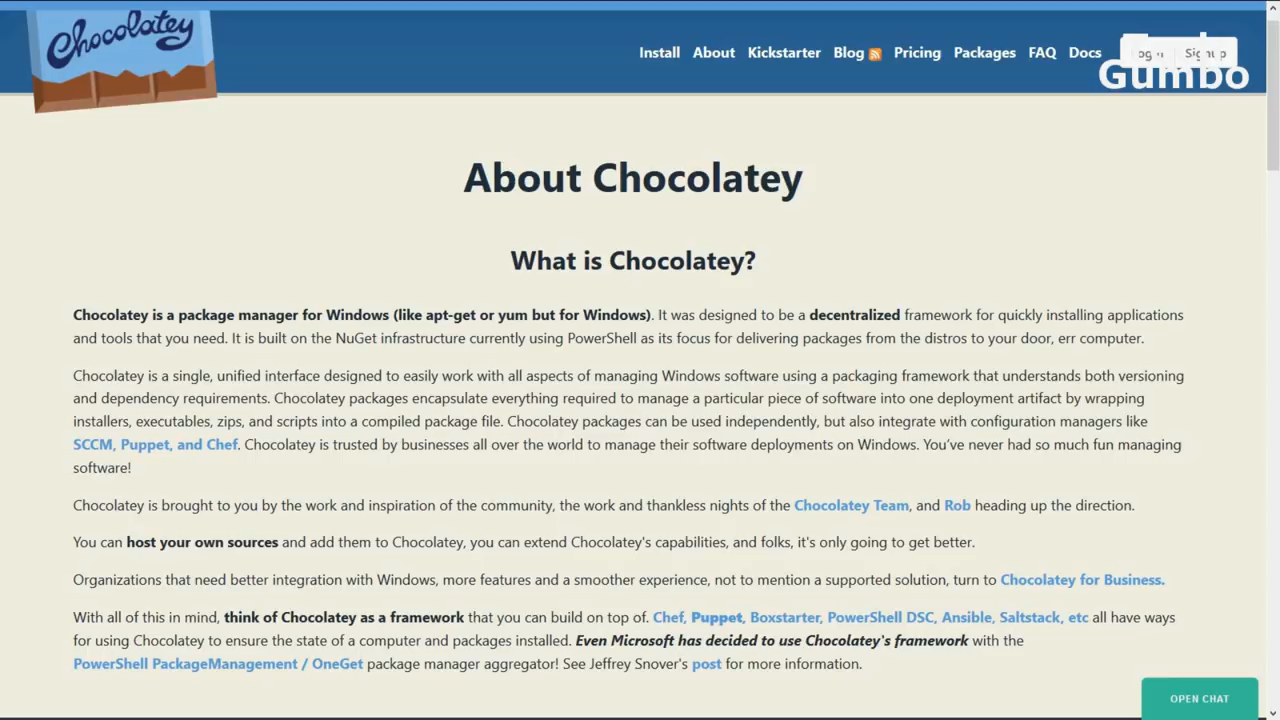 Chocolatey
Install About Kickstarter Blog Pricing Packages FAQ Docs
Signup
Gumbo
About Chocolatey
What is Chocolatey?
Chocolatey is a package manager for Windows (like apt-get or yum but for Windows). It was designed to be a decentralized framework for quickly installing applications
and tools that you need. It is built on the NuGet infrastructure currently using PowerShell as its focus for delivering packages from the distros to your door, err computer.
Chocolatey is a single, unified interface designed to easily work with all aspects of managing Windows software using a packaging framework that understands both versioning
and dependency requirements. Chocolatey packages encapsulate everything required to manage a particular piece of software into one deployment artifact by wrapping
installers, executables, zips, and scripts into a compiled package file. Chocolatey packages can be used independently, but also integrate with configuration managers like
SCCM, Puppet, and Chef. Chocolatey is trusted by businesses all over the world to manage their software deployments on Windows. You've never had so much fun managing
software!
Chocolatey is brought to you by the work and inspiration of the community, the work and thankless nights of the Chocolatey Team, and Rob heading up the direction.
You can host your own sources and add them to Chocolatey, you can extend Chocolatey's capabilities, and folks, it's only going to get better.
Organizations that need better integration with Windows, more features and a smoother experience, not to mention a supported solution, turn to Chocolatey for Business.
With all of this in mind, think of Chocolatey as a framework that you can build on top of. Chef, Puppet, Boxstarter, PowerShell DSC, Ansible, Saltstack, etc all have ways
for using Chocolatey to ensure the state of a computer and packages installed. Even Microsoft has decided to use Chocolatey's framework with the
PowerShell PackageManagement / OneGet package manager aggregator! See Jeffrey Snover's post for more information.
OPEN CHAT